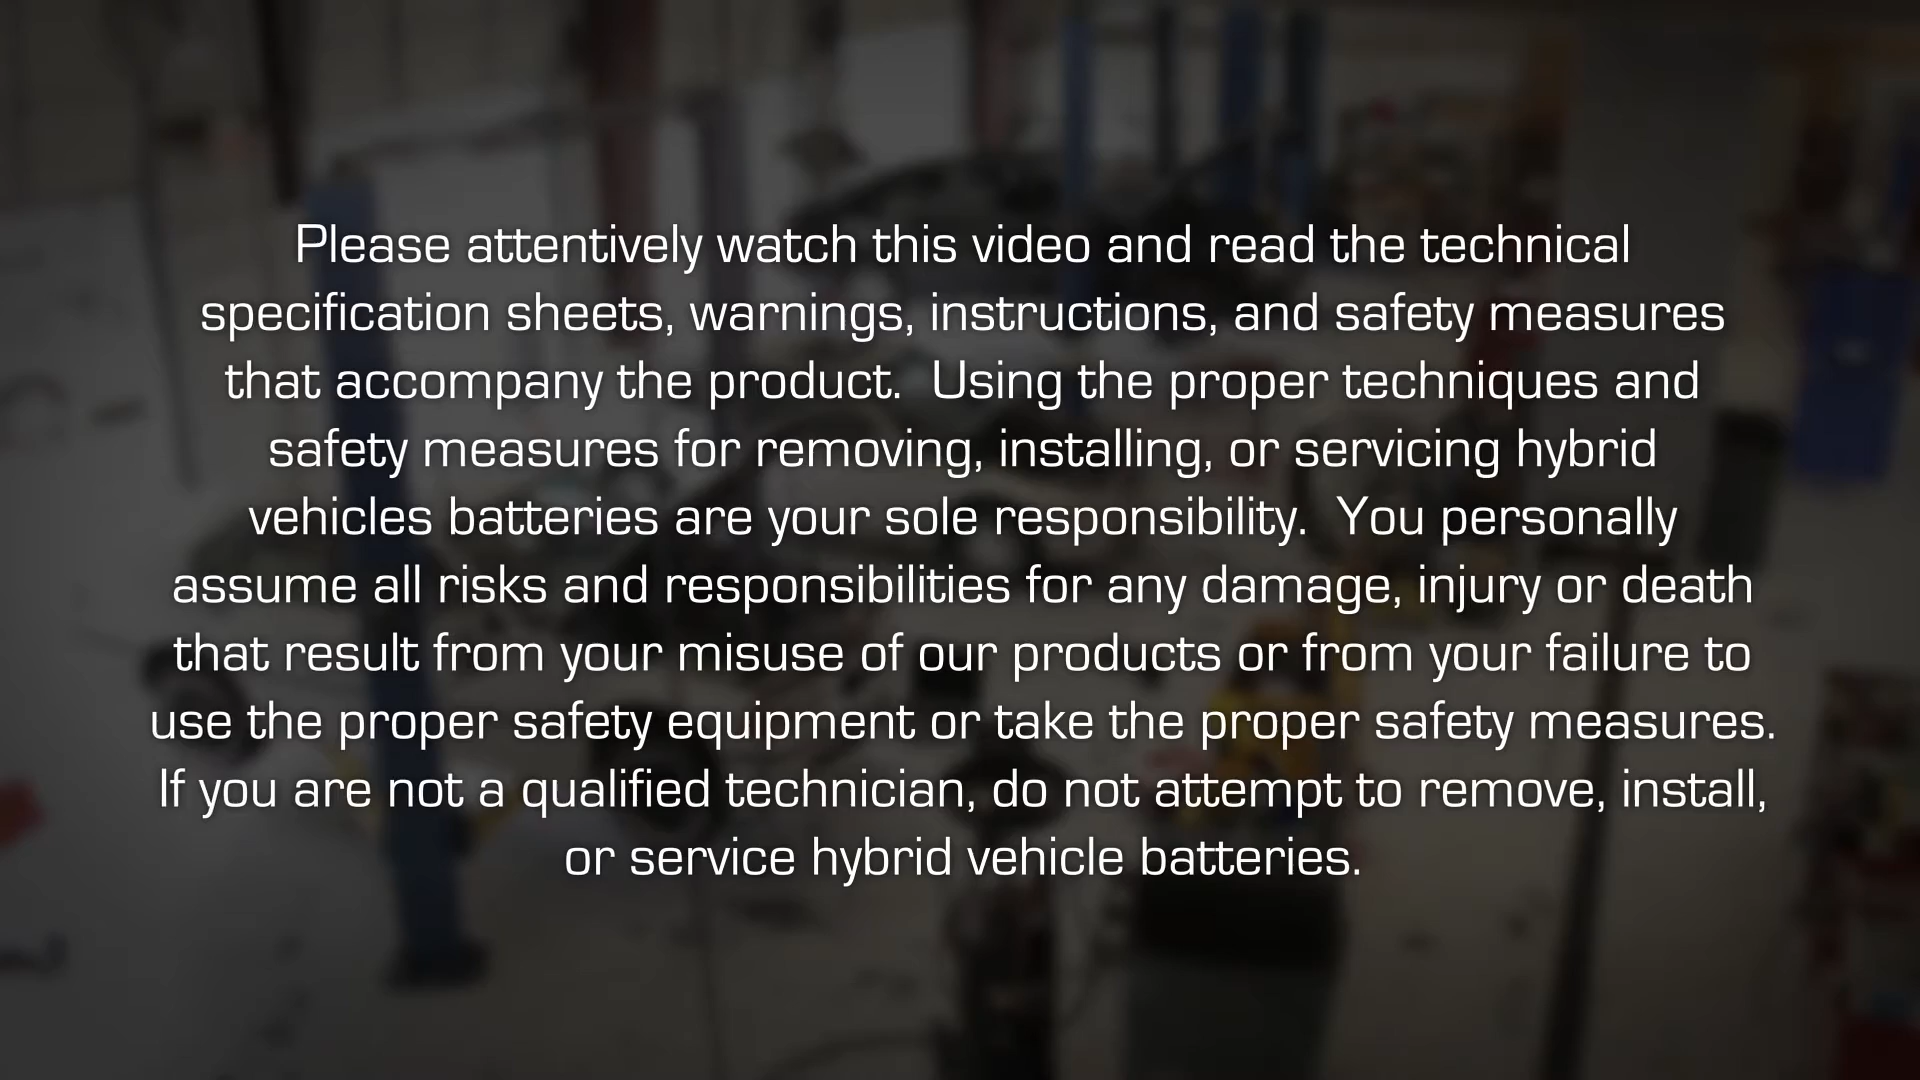 Please attentively watch this video and read the technical
specification sheets, warnings, instructions, and safety measures
that accompany the product.  Using the proper techniques and
safety measures for removing, installing, or servicing hybrid
vehicles batteries are your sole responsibility.  You personally
assume all risks and responsibilities for any damage, injury or death
that result from your misuse of our products or from your failure to
use the proper safety equipment or take the proper safety measures.
If you are not a qualified technician, do not attempt to remove, install,
or service hybrid vehicle batteries.